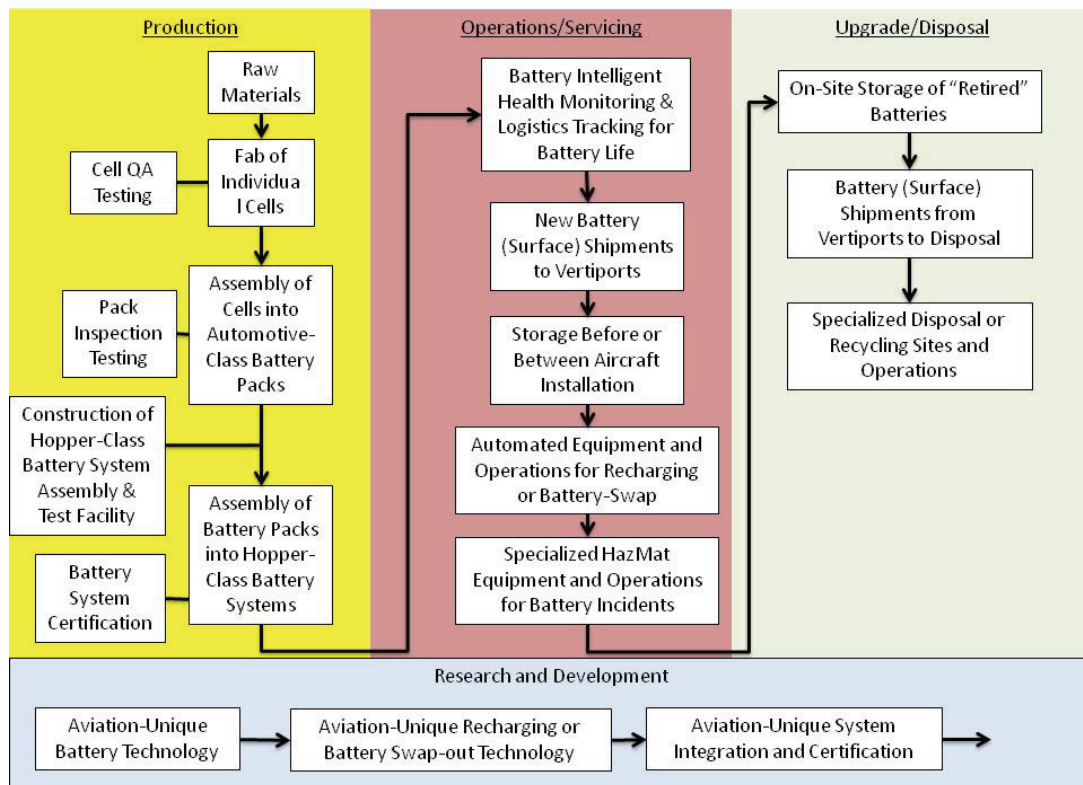 Production
Raw
Materials
Cell QA
Testing
Fab of
Individua
l Cells
Pack
Inspection
Testing
Assembly of
Cells into
Automotive-
Class Battery
Packs
Construction of
Hopper-Class
Battery System
Assembly &
Test Facility
Battery
System
Certification
Assembly of
Battery Packs
into Hopper-
Class Battery
Systems
Operations/Servicing
Battery Intelligent
Health Monitoring &
Logistics Tracking for
Battery Life
New Battery
(Surface) Shipments
to Vertiports
Storage Before or
Between Aircraft
Installation
Automated Equipment and
Operations for Recharging
or Battery-Swap
Specialized HazMat
Equipment and Operations
for Battery Incidents
Upgrade/Disposal
On-Site Storage of “Retired”
Batteries
Battery (Surface)
Shipments from
Vertiports to Disposal
Specialized Disposal or
Recycling Sites and
Operations
Research and Development
Aviation-Unique
Battery Technology
Aviation-Unique Recharging or
Battery Swap-out Technology
Aviation-Unique System
Integration and Certification